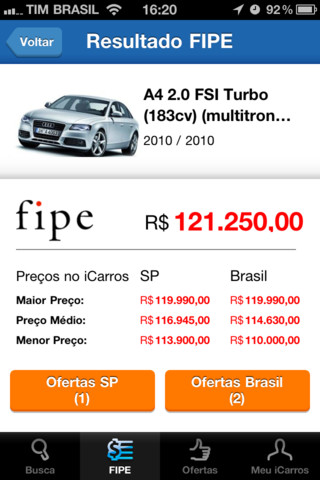 TIM BRASIL 16:20 92%
Voltar Resultado FIPE
A4 2.0 FSI Turbo
(183cv) (multitron…
2010 / 2010
fipe R$ 121.250,00
Preços no iCarros SP Brasil
Maior Preço: R$ 119.990,00 R$ 119.990,00
Preço Médio: R$ 116.945,00 R$ 114.630,00
Menor Preço: R$ 113.900,00 R$ 110.000,00
Ofertas SP Ofertas Brasil
(1) (2)
Busca FIPE Ofertas Meu iCarros